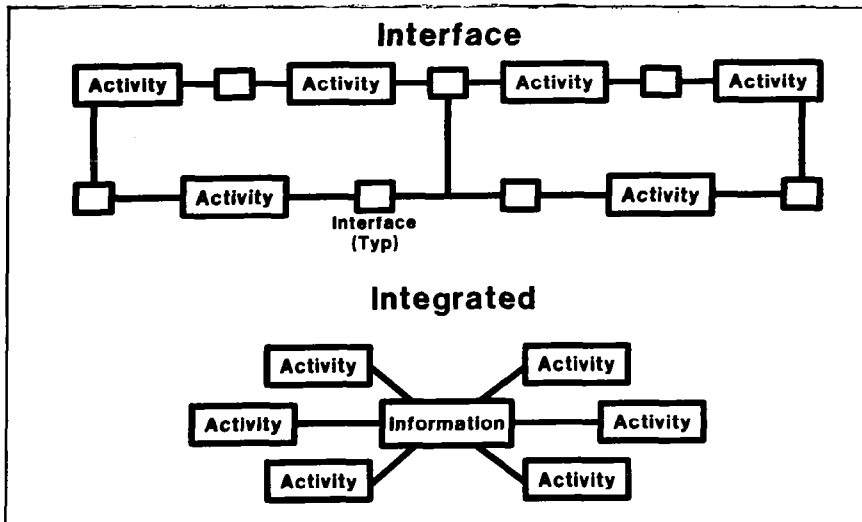 Interface
Activity
Activity
Activity
Activity
Activity
Activity
Interface
(Typ)
Integrated
Activity
Activity
Activity
Information
Activity
Activity
Activity